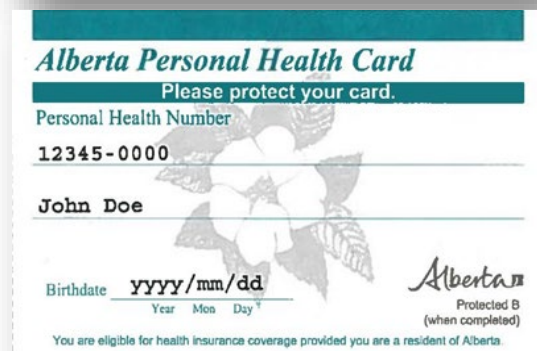 Alberta Personal Health Card
Please protect your card.
Personal Health Number
12345-0000
John Doe
Birthdate yyyy/mm/dd
Year Mon Day
Alberta
Protected B
(when completed)
You are eligible for health insurance coverage provided you are a resident of Alberta.